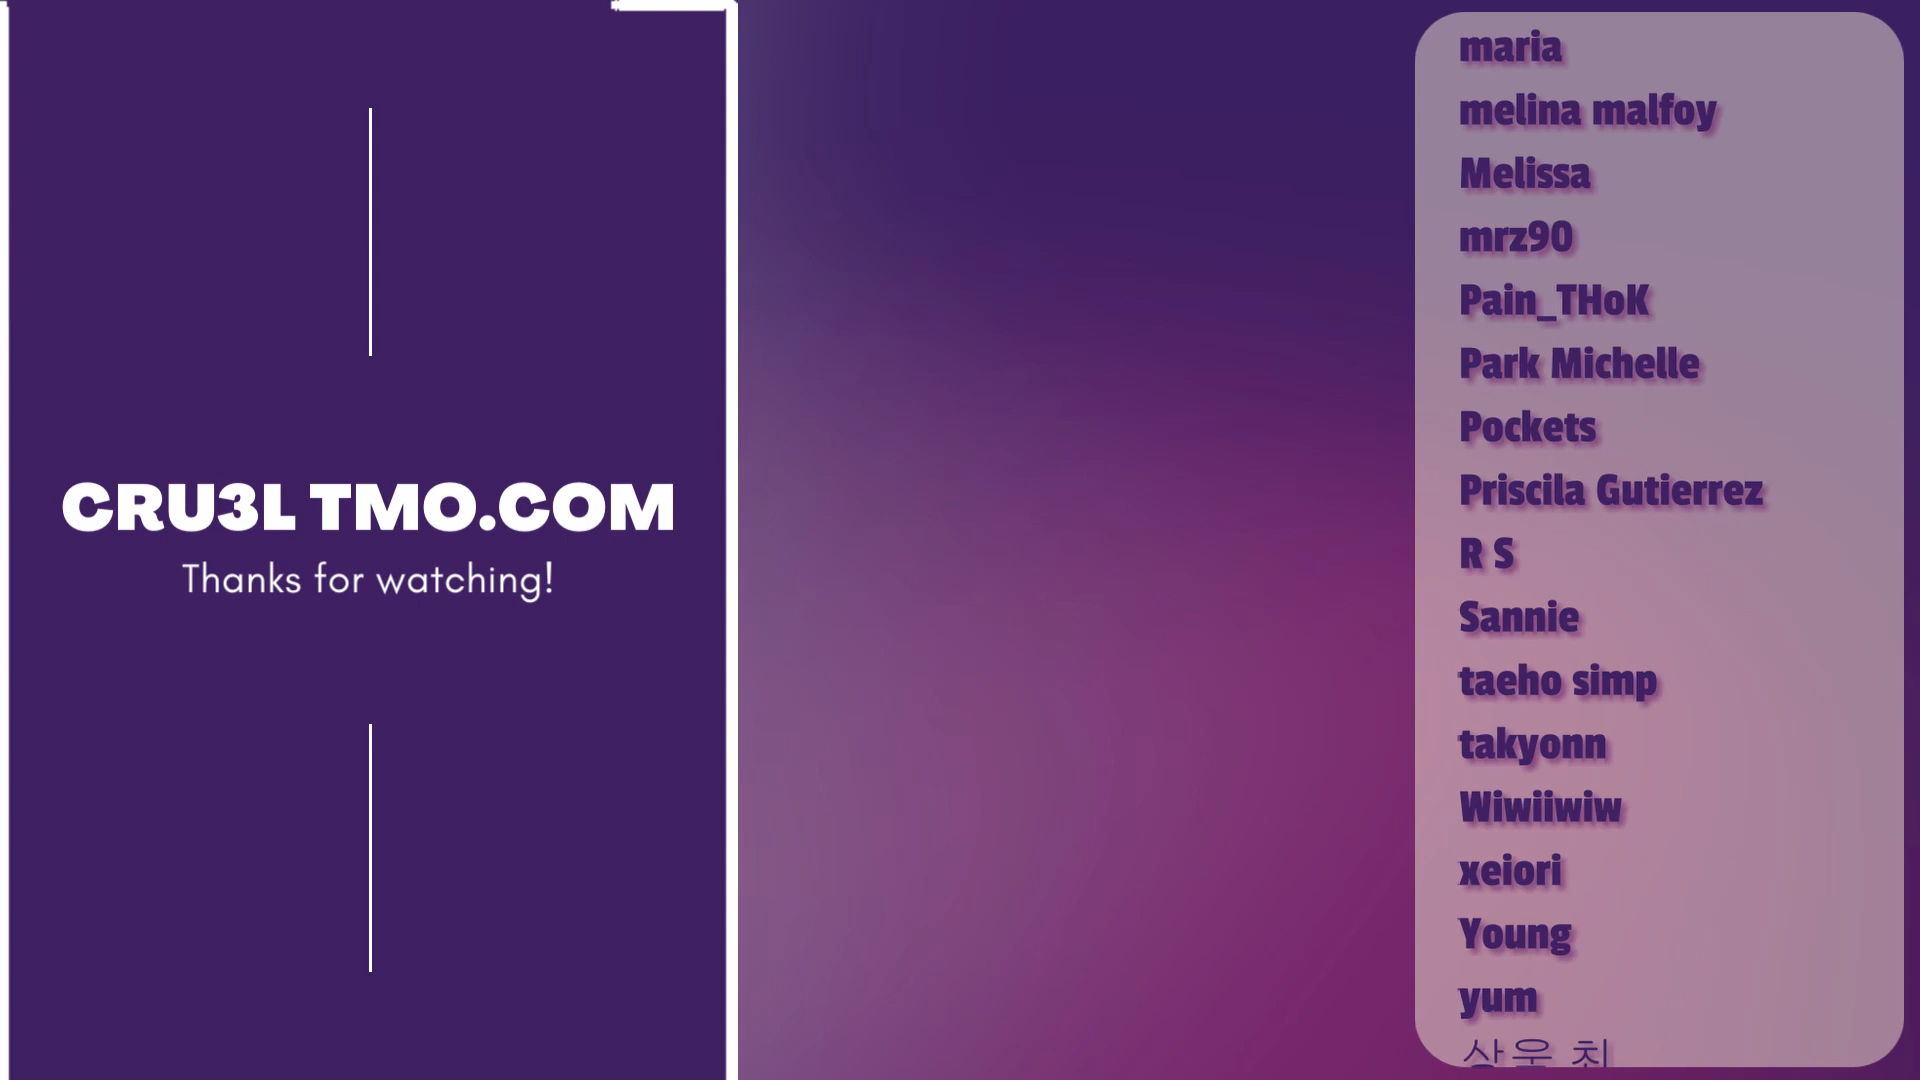 CRU3L TMO.COM
Thanks for watching!
maria
melina malfoy
Melissa
mrz90
Pain_THoK
Park Michelle
Pockets
Priscila Gutierrez
R S
Sannie
taeho simp
takyonn
Wiwiiwiw
xeiori
Young
yum